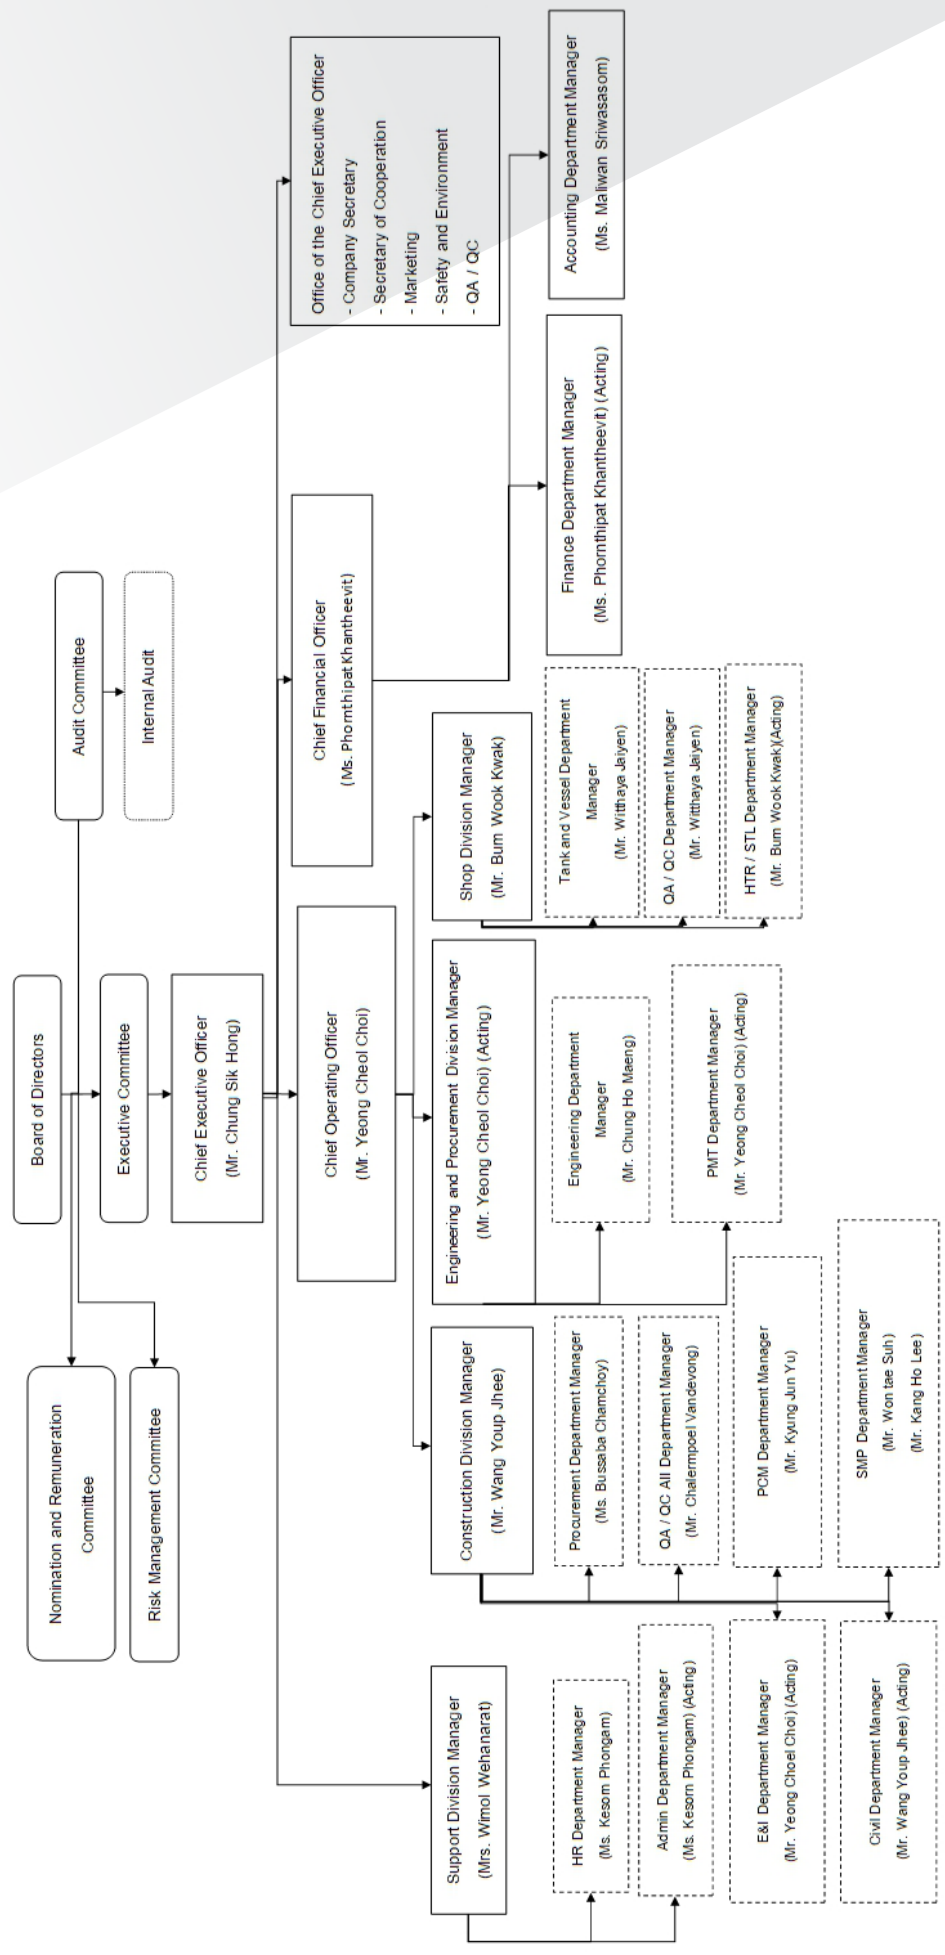 Board of Directors
Audit Committee
Internal Audit
Nomination and Remuneration
Committee
Risk Management Committee
Executive Committee
Chief Executive Officer
(Mr. Chung Sik Hong)
Office of the Chief Executive Officer
- Company Secretary
- Secretary of Cooperation
- Marketing
- Safety and Environment
- QA / QC
Chief Operating Officer
(Mr. Yeong Cheol Choi)
Chief Financial Officer
(Ms. Phornthipat Khantheevit)
Support Division Manager
(Mrs. Wimol Wehanarat)
Construction Division Manager
(Mr. Wang Youp Jhee)
Engineering and Procurement Division Manager
(Mr. Yeong Cheol Choi) (Acting)
Shop Division Manager
(Mr. Bum Wook Kwak)
Finance Department Manager
(Ms. Phornthipat Khantheevit) (Acting)
Accounting Department Manager
(Ms. Maliwan Sriwasasom)
HR Department Manager
(Ms. Kesorn Phongam)
Admin Department Manager
(Ms. Kesorn Phongam) (Acting)
E&I Department Manager
(Mr. Yeong Choel Choi) (Acting)
Civil Department Manager
(Mr. Wang Youp Jhee) (Acting)
Procurement Department Manager
(Ms. Bussaba Chamchoy)
QA / QC All Department Manager
(Mr. Chalermpoel Vandevong)
PCM Department Manager
(Mr. Kyung Jun Yu)
SMP Department Manager
(Mr. Won tae Suh)
(Mr. Kang Ho Lee)
Engineering Department
Manager
(Mr. Chung Ho Maeng)
PMT Department Manager
(Mr. Yeong Cheol Choi) (Acting)
Tank and Vessel Department
Manager
(Mr. Witthaya Jaiyen)
QA / QC Department Manager
(Mr. Witthaya Jaiyen)
HTR / STL Department Manager
(Mr. Bum Wook Kwak)(Acting)